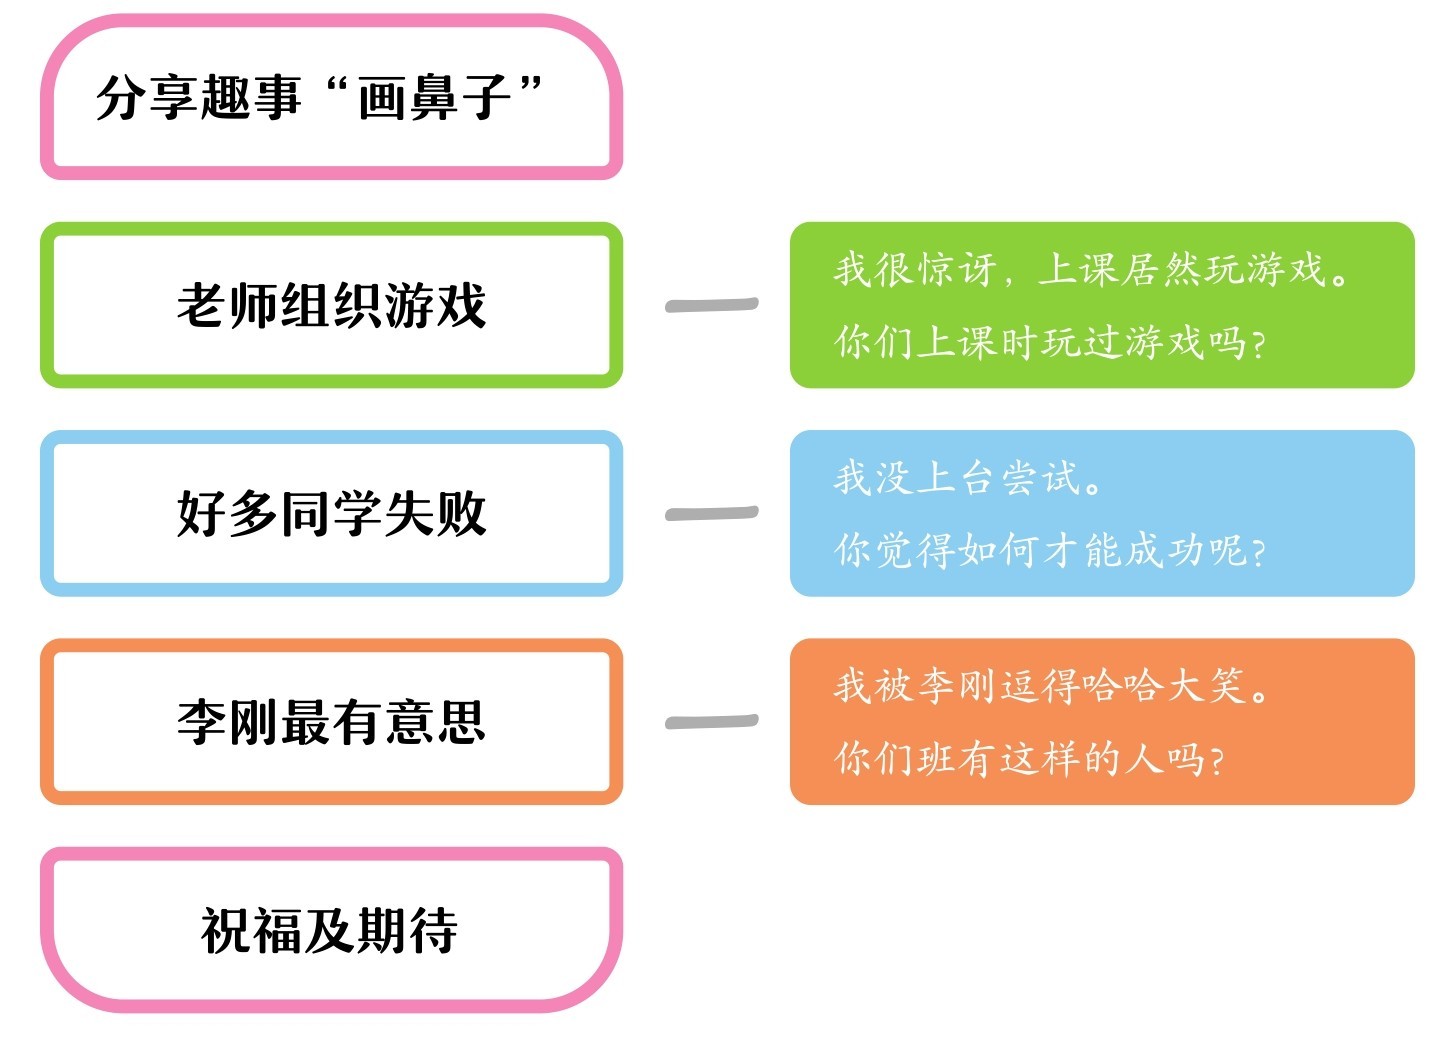 分享趣事“画鼻子”
老师组织游戏
我很惊讶，上课居然玩游戏。
你们上课时玩过游戏吗？
好多同学失败
我没上台尝试。
你觉得如何才能成功呢？
李刚最有意思
我被李刚逗得哈哈大笑。
你们班有这样的人吗？
祝福及期待